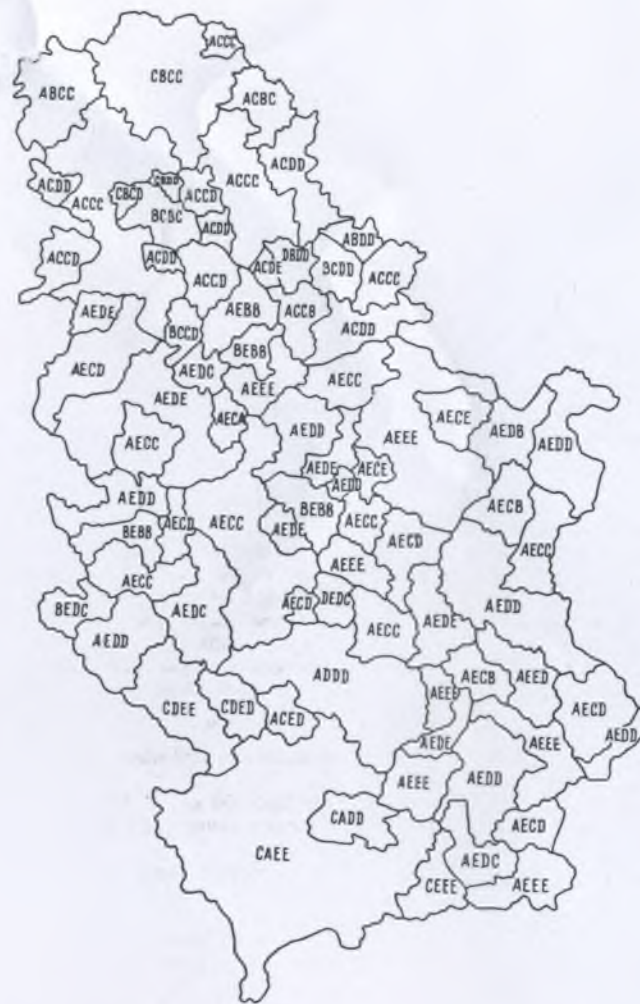 ACCC
CBCC
ABCC
ACBC
ACDD
ACCC
ACDD
CBCD
ACCD
ACCC
BCBC
ACDD
ABDD
ACCD
ACDD
DBDD
ACDE
BCDD
ACCC
ACCD
AEDE
AEBB
ACCB
BCCD
ACDD
BEBB
AECD
AEDC
AEEE
AECC
AEDE
AECA
AECE
AEDD
AEEE
AEDB
AEDD
AECC
AEDE
AECE
AEDD
AEDD
BEBB
AECB
AECD
AECC
AEDE
AECC
BEBB
AECD
AECC
AEEE
AECC
BEDC
AEDC
AECD
DEDC
AEDD
AECC
AEDE
AEDD
ADDD
AECB
AEED
AEEE
CDEE
CDED
ACED
AECD
AEDD
AEDE
AEEE
AEEE
AEDD
CADD
AECD
CAEE
AEDC
CEEE
AEEE